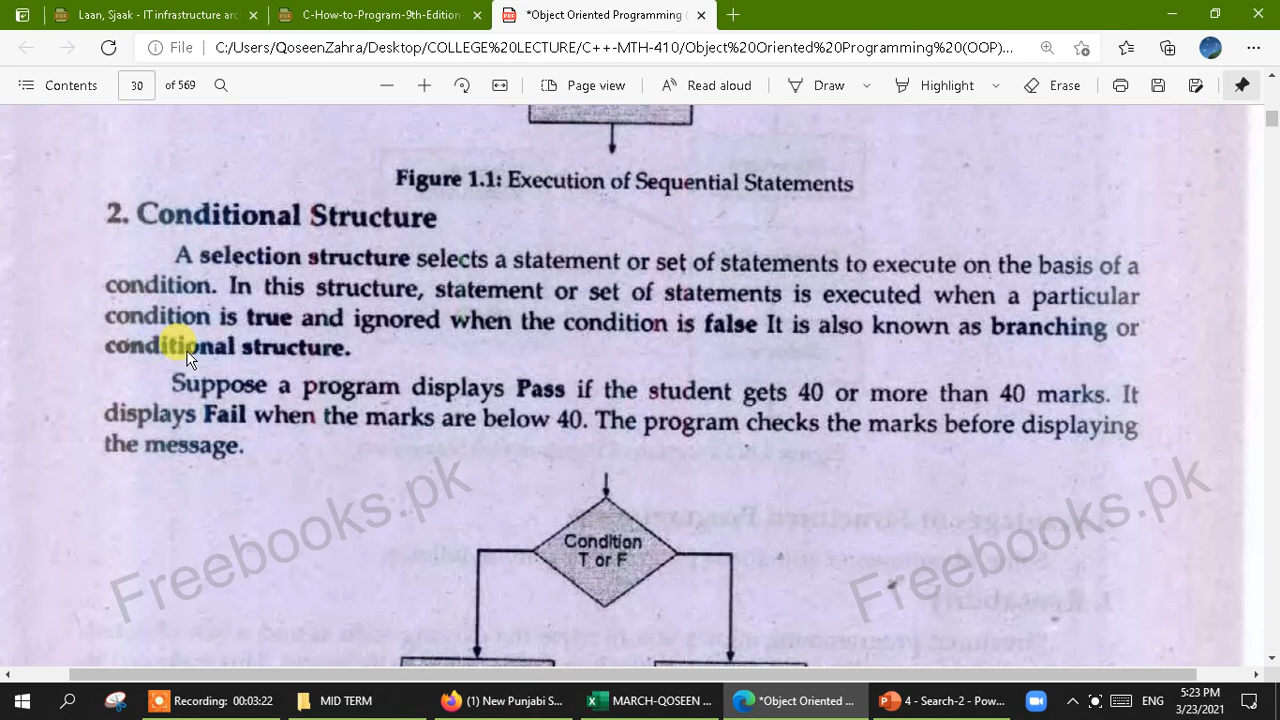 Laan, Sjaak - IT infrastructure arc
C-How-to-Program-9th-Edition-
*Object Oriented Programming (
File
C:/Users/QoseenZahra/Desktop/COLLEGE%20LECTURE/C++-MTH-410/Object%20oriented%20Programming%20(OOP)...
Contents
30
of 569
Page view
Read aloud
Draw
Highlight
Erase
Figure 1.1: Execution of Sequential Statements
2. Conditional Structure
A selection structure selects a statement or set of statements to execute on the basis of a
condition. In this structure, statement or set of statements is executed when a particular
condition is true and ignored when the condition is false It is also known as branching or
conditional structure.
Suppose a program displays Pass if the student gets 40 or more than 40 marks. It
displays Fail when the marks are below 40. The program checks the marks before displaying
the message.
Freebooks.pk
Freebooks.pk
Condition
T or F
Recording: 00:03:22
MID TERM
(1) New Punjabi S...
MARCH-QOSEEN ...
*Object Oriented ...
4 - Search-2 - Pow...
ENG
5:23 PM
3/23/2021